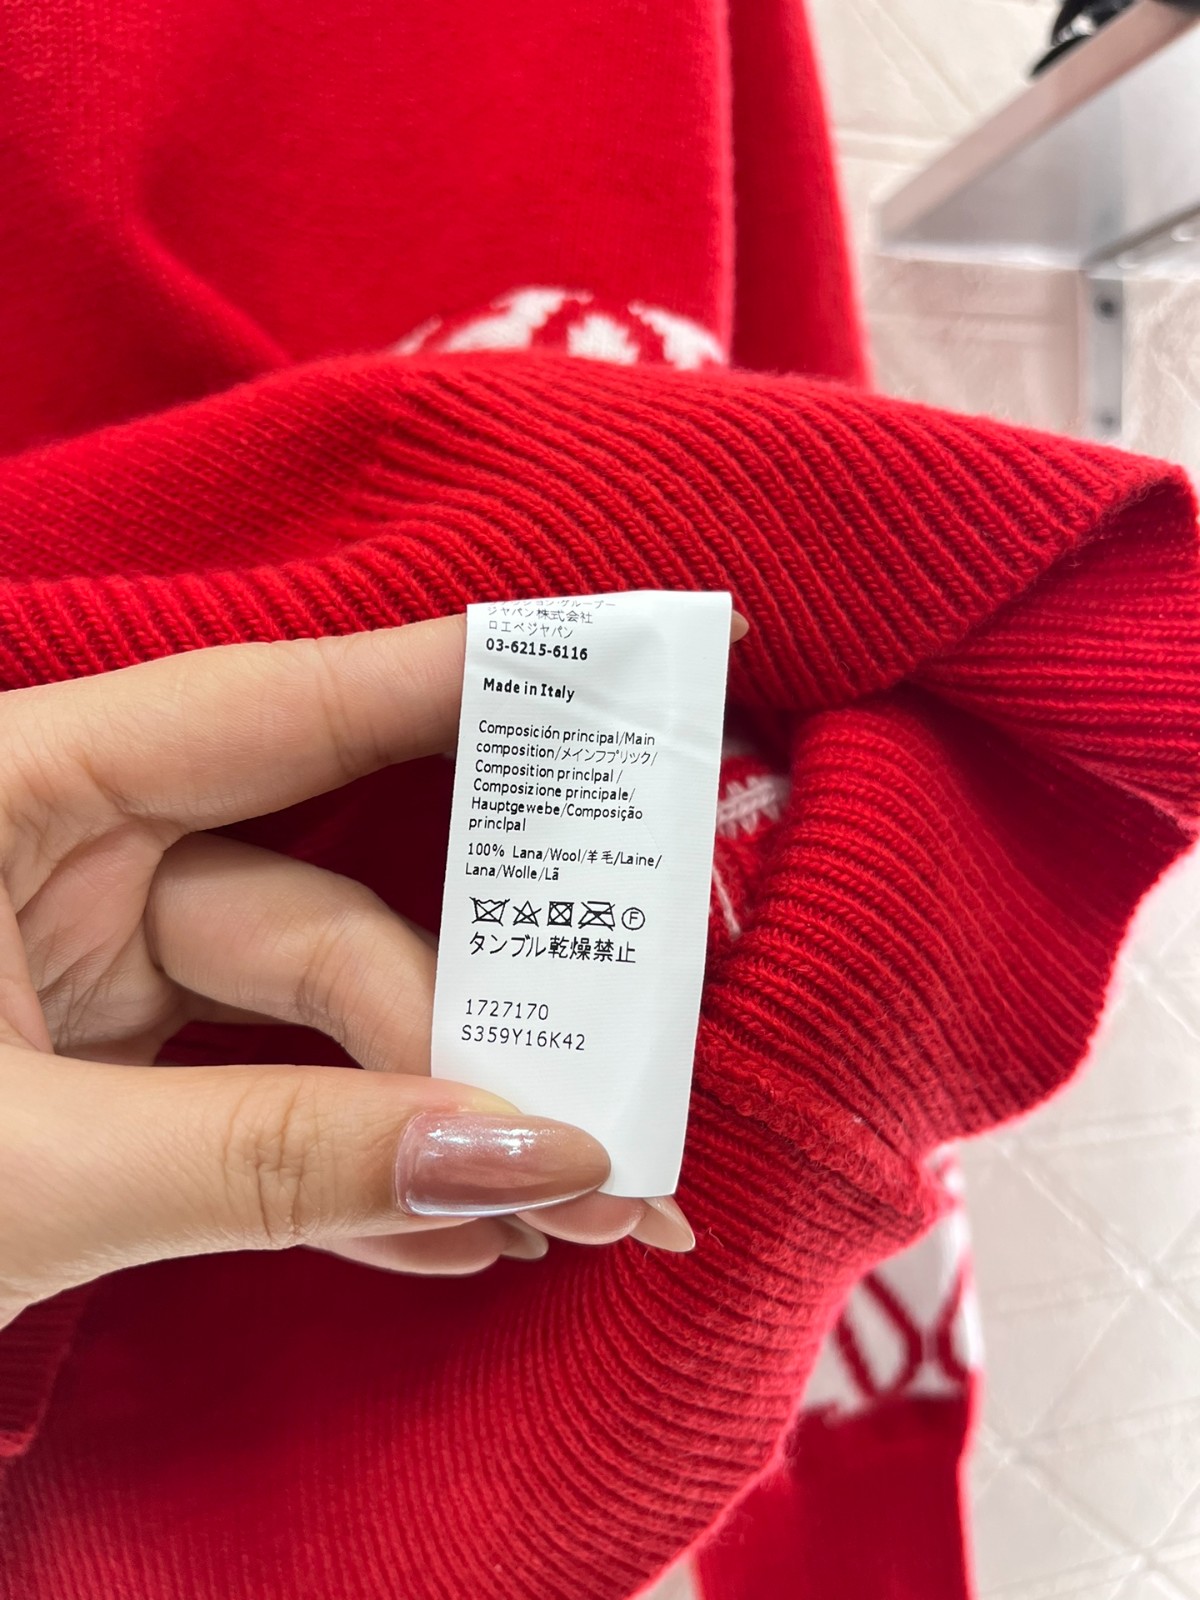 ジャパン株式会社
ロエベジャパン
03-6215-6116
Made in Italy
Composición principal/Main
composition/メインファブリック/
Composition principal /
Composizione principale/
Hauptgewebe/Composição
principal
100% Lana/Wool/羊毛/Laine/
Lana/Wolle/Lã
F
タンブル乾燥禁止
1727170
S359Y16K42